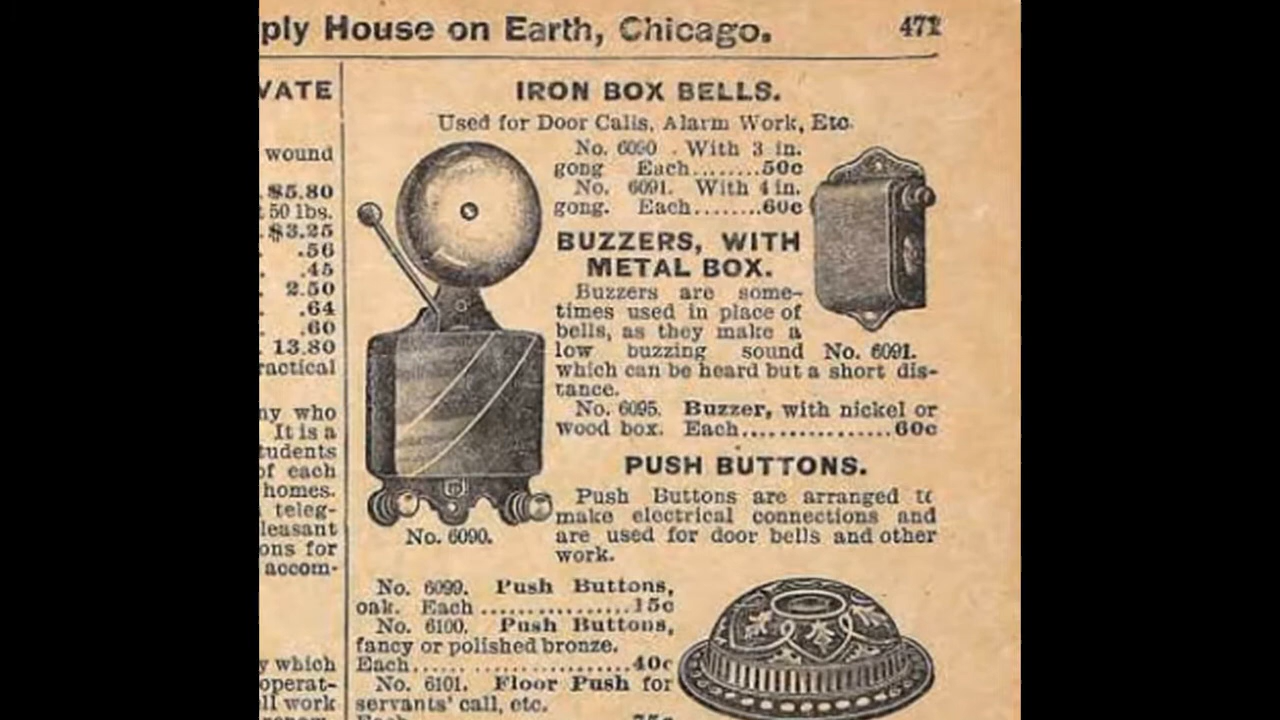 ply House on Earth, Chicago. 471
VATE
wound
$5.80
50 lbs.
$3.25
.56
.45
2.50
.64
.60
13.80
ractical
ny who
It is a
tudents
of each
homes.
teleg-
leasant
ons for
accom-
y which
operat-
ll work
IRON BOX BELLS.
Used for Door Calls, Alarm Work, Etc.
No. 6090. With 3 in.
gong Each........50c
No. 6091. With 4 in.
gong. Each........60c
BUZZERS, WITH
METAL BOX.
Buzzers are some-
times used in place of
bells, as they make a
low buzzing sound
which can be heard but a short dis-
tance.
No. 6091.
No. 6095. Buzzer, with nickel or
wood box. Each................60c
PUSH BUTTONS.
Push Buttons are arranged to
make electrical connections and
are used for door bells and other
work.
No. 6090.
No. 6099. Push Buttons,
oak. Each ................15c
No. 6100. Push Buttons,
fancy or polished bronze.
Each.......................40c
No. 6101. Floor Push for
servants' call, etc.